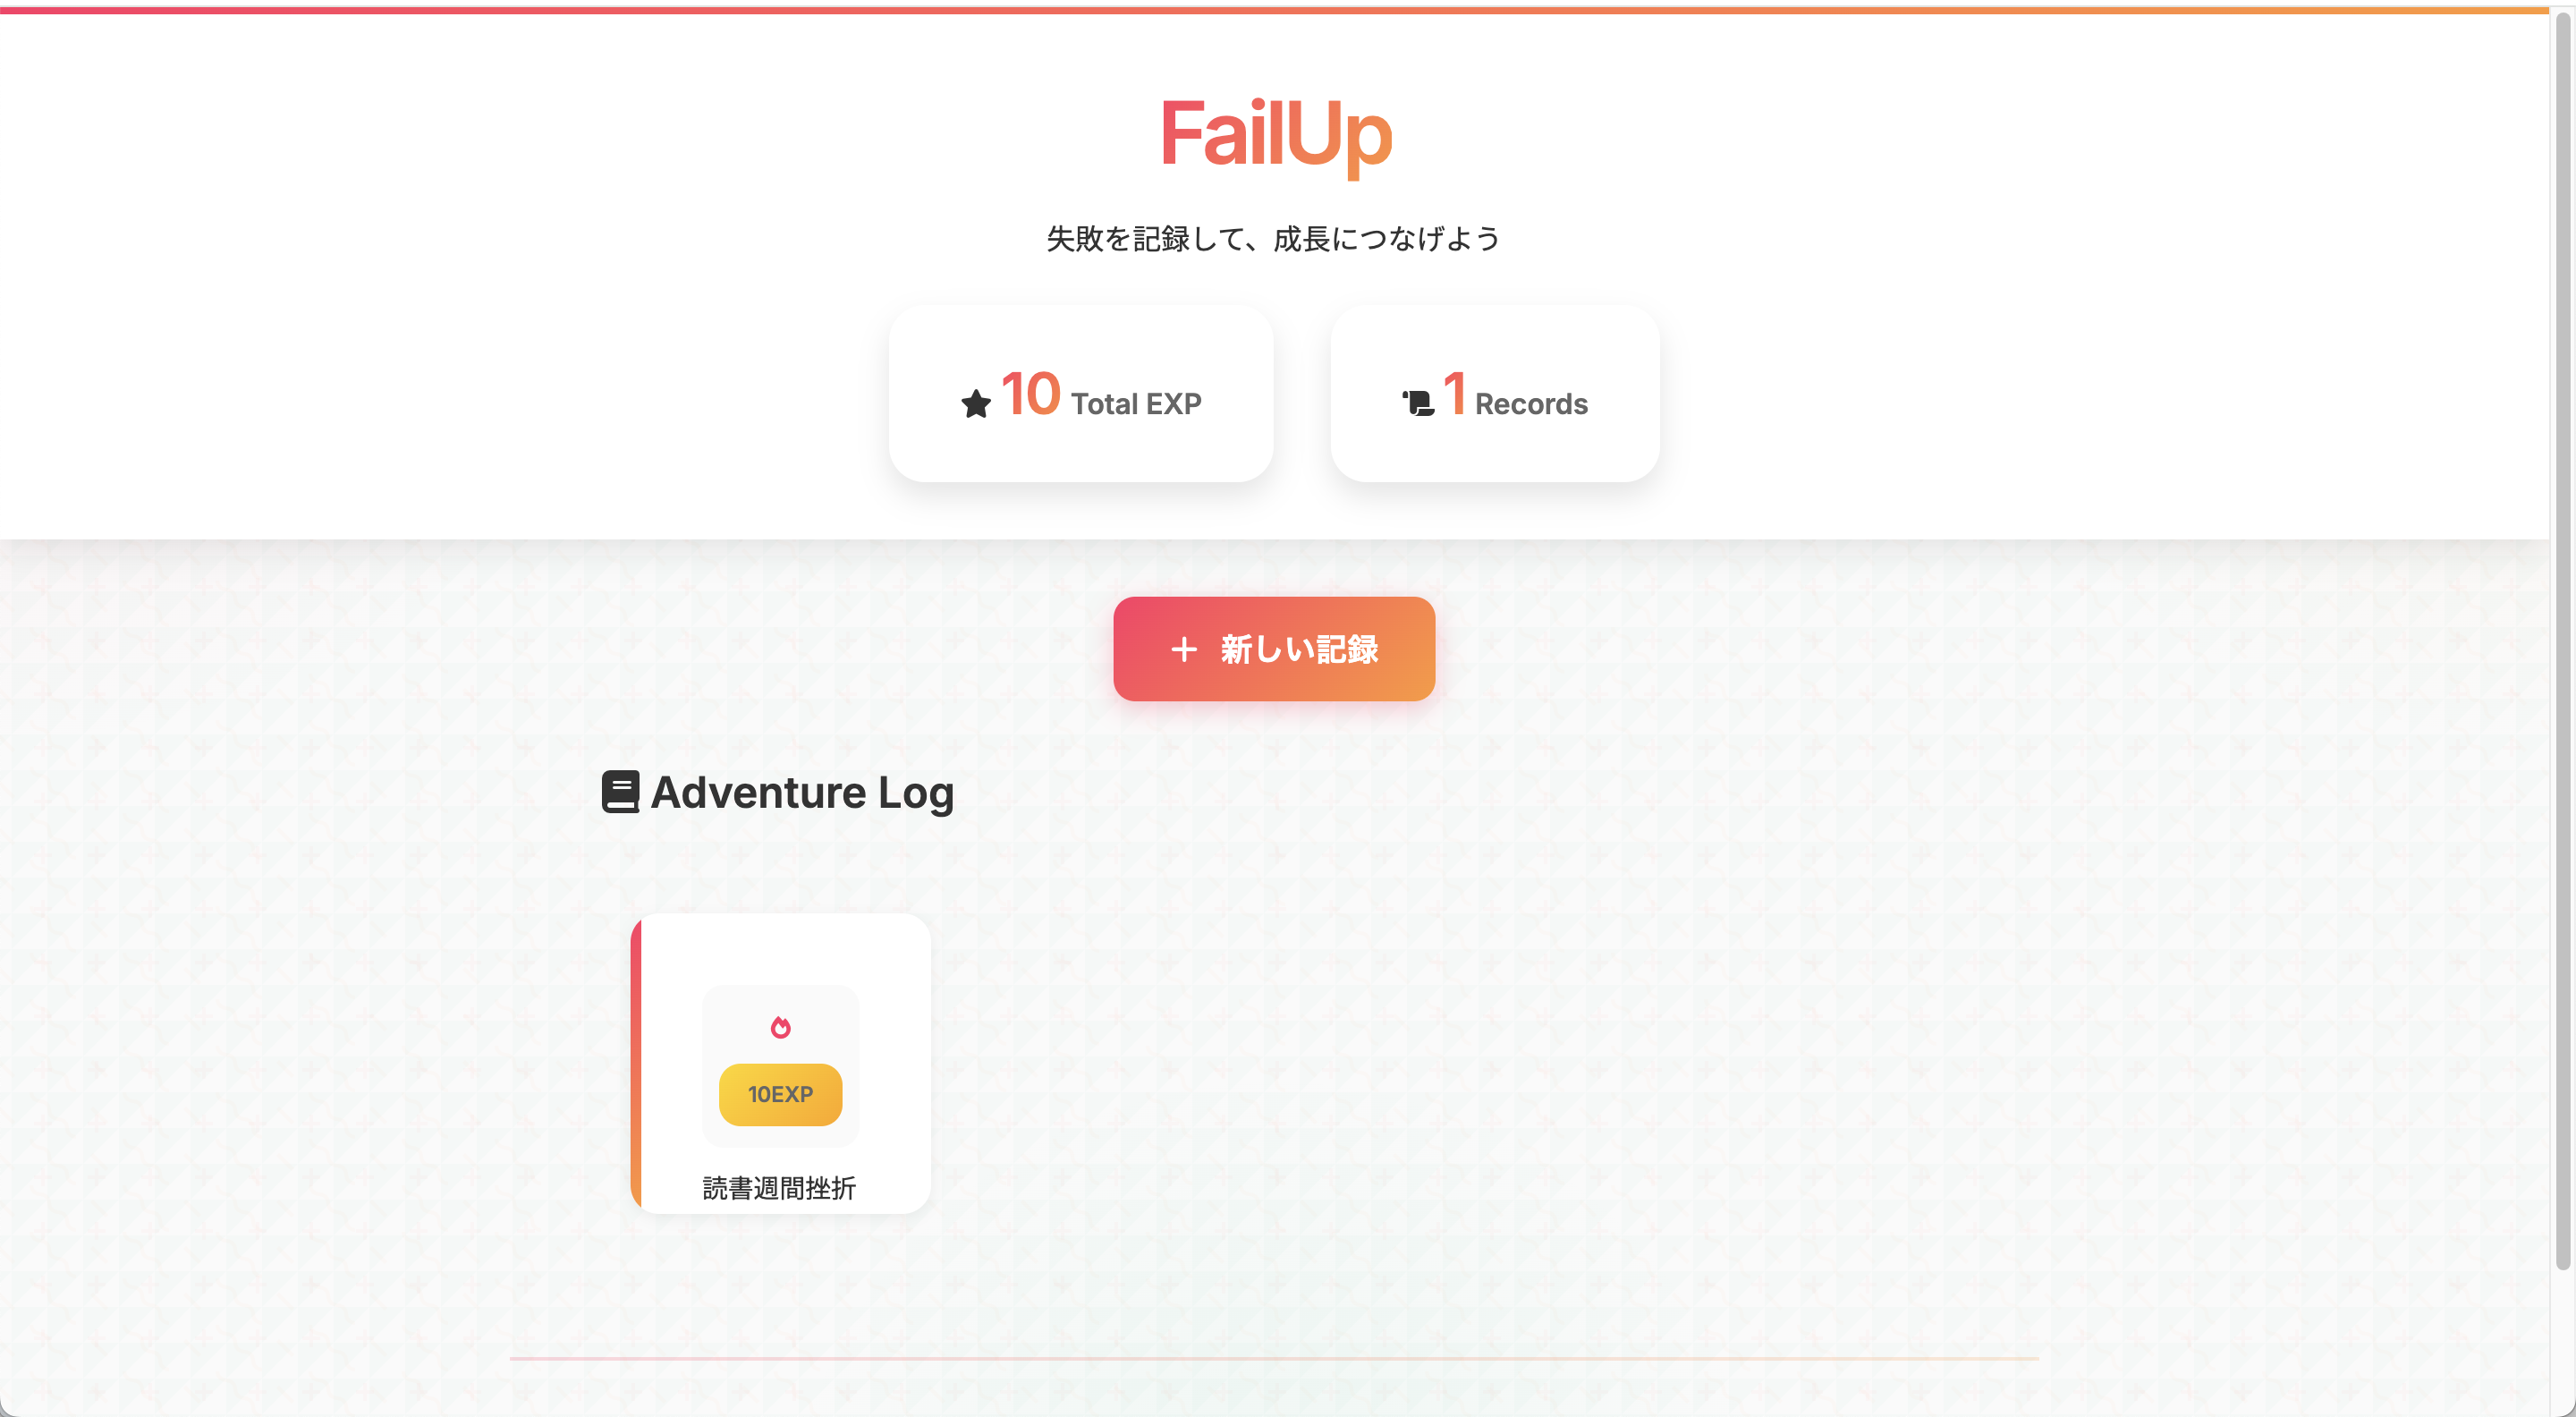 FailUp
失敗を記録して、成長につなげよう
10 Total EXP
1 Records
+ 新しい記録
Adventure Log
10EXP
読書週間挫折